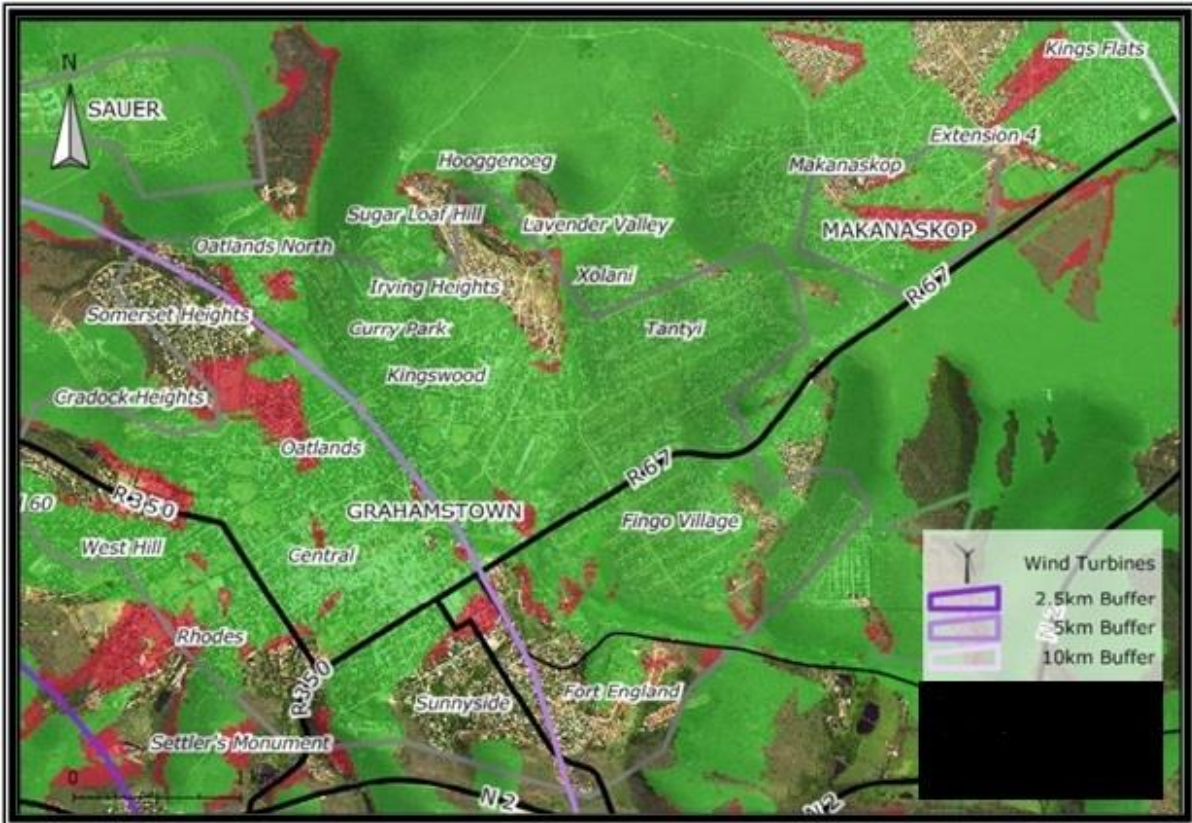 N
SAUER
Kings Flats
Extension 4
Hooggenoeg
Makanaskop
Sugar Loaf Hill
Lavender Valley
MAKANASKOP
Oatlands North
Xolani
Irving Heights
R67
Somerset Heights
Curry Park
Tantyi
Kingswood
Cradock Heights
Oatlands
R67
R350
GRAHAMSTOWN
Fingo Village
West Hill
Central
Wind Turbines
2.5km Buffer
5km Buffer
10km Buffer
Rhodes
R350
Sunnyside
Fort England
Settler's Monument
0 1
N2
N2
N2